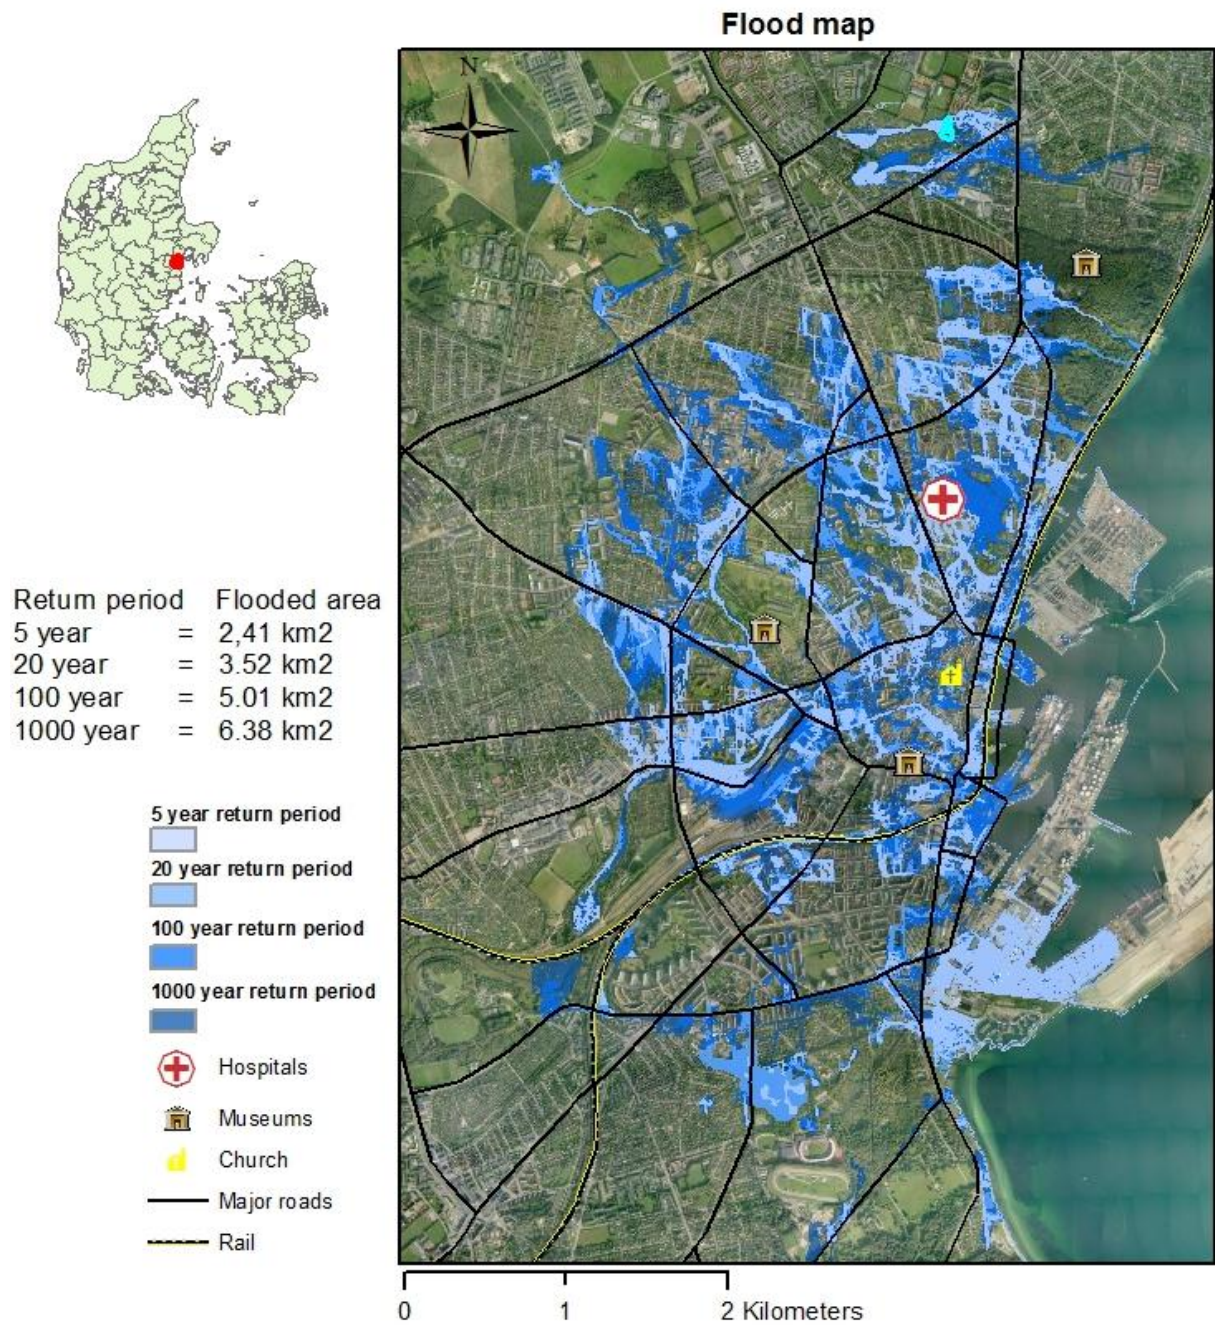 Flood map
N
Return period Flooded area
5 year = 2,41 km2
20 year = 3.52 km2
100 year = 5.01 km2
1000 year = 6.38 km2
5 year return period
20 year return period
100 year return period
1000 year return period
Hospitals
Museums
Church
Major roads
Rail
0 1 2 Kilometers